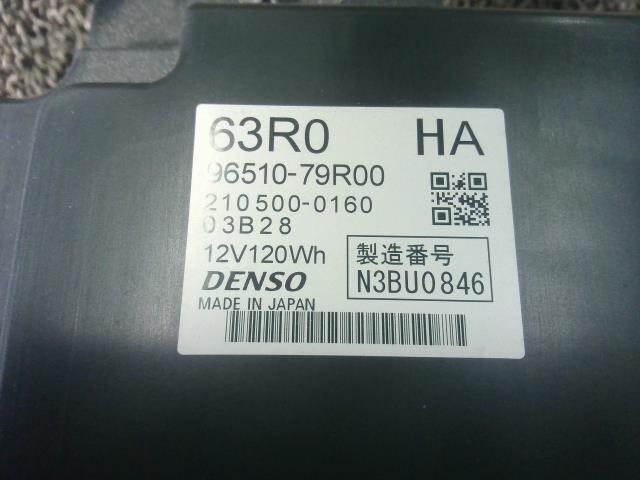 63R0 HA
96510-79R00
210500-0160
03B28
12V120Wh
DENSO
MADE IN JAPAN
製造番号
N3BU0846